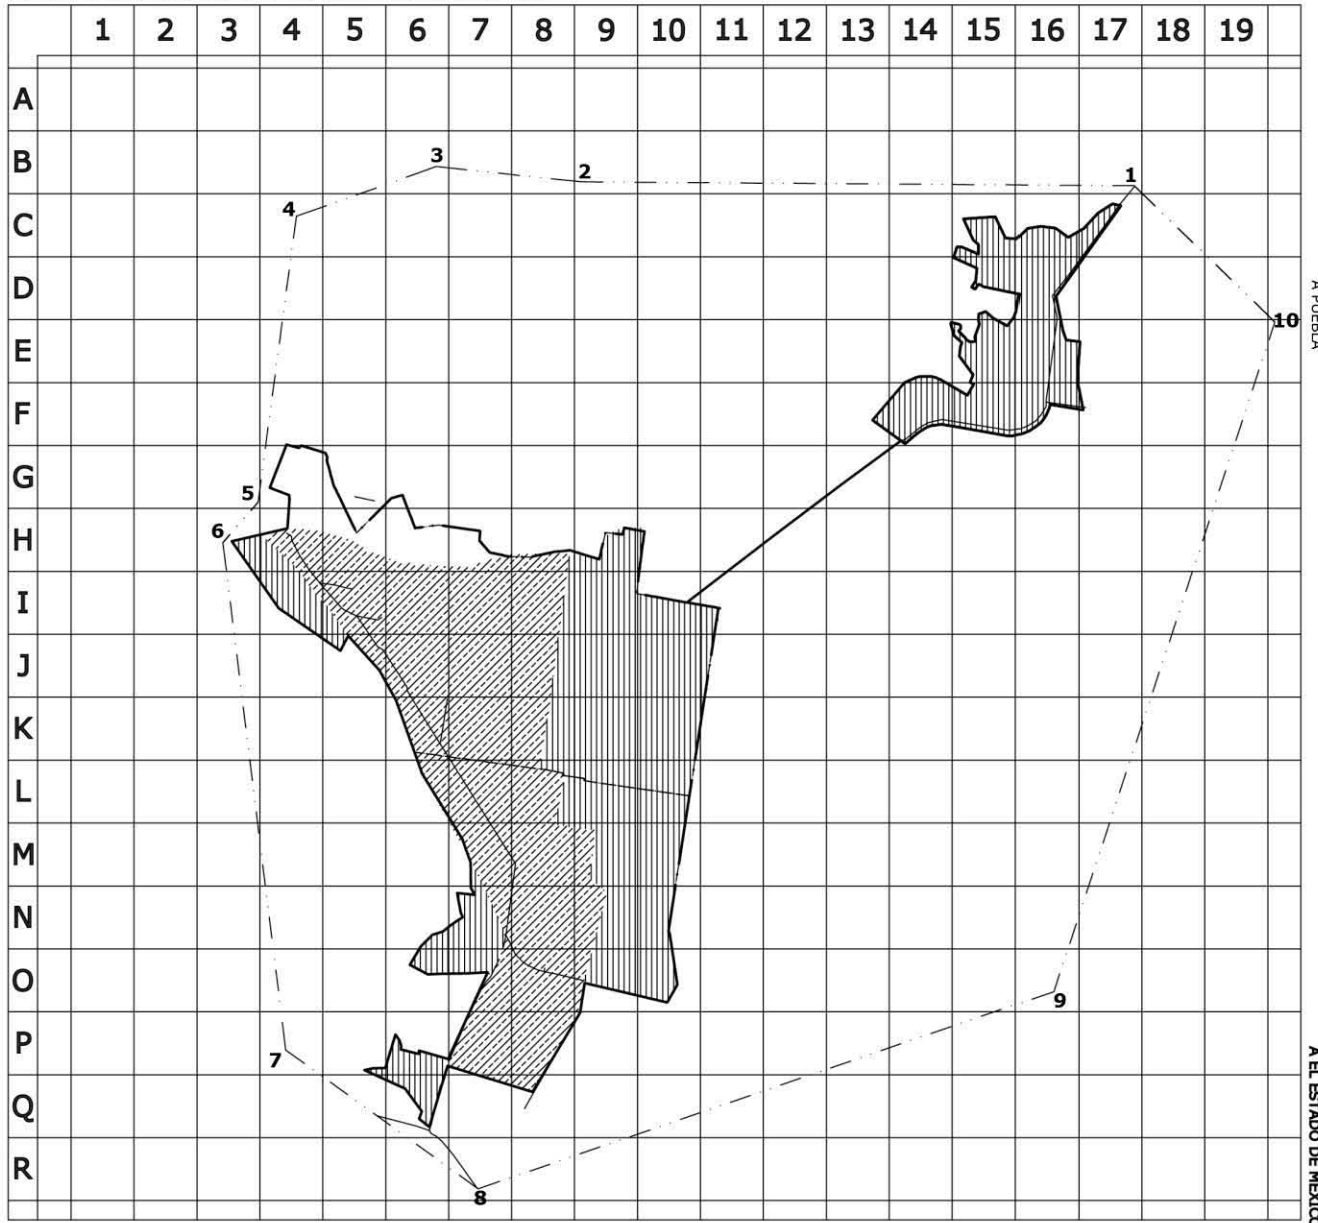 1 2 3 4 5 6 7 8 9 10 11 12 13 14 15 16 17 18 19
A
B
3
2
1
C
4
D
A PUEBLA
10
E
F
G
5
H
6
I
J
K
L
M
N
O
9
P
7
A EL ESTADO DE MEXICO
Q
R
8